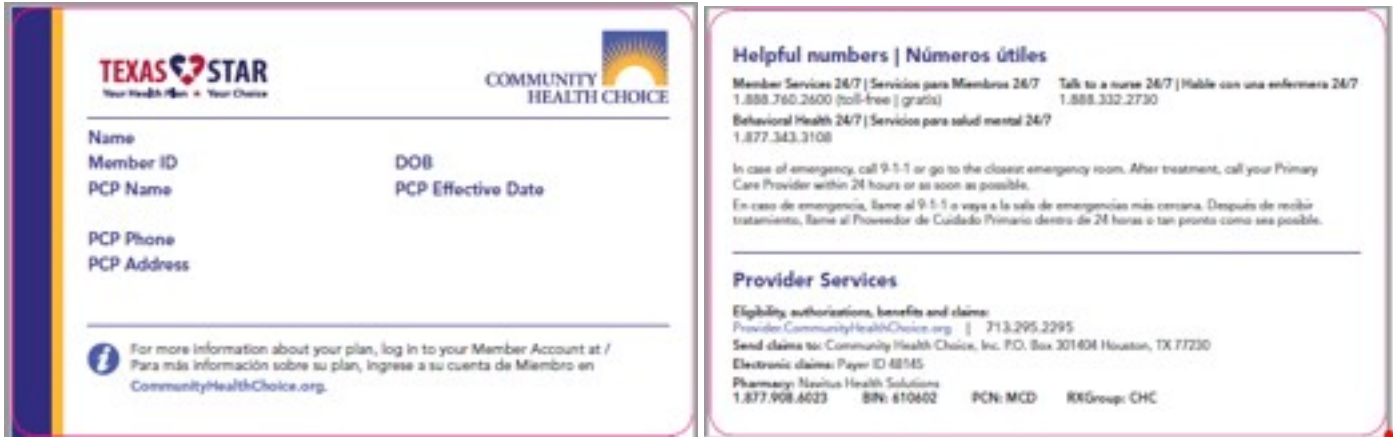 TEXAS STAR
Your Health Plan ★ Your Choice
COMMUNITY
HEALTH CHOICE
Name
Member ID DOB
PCP Name PCP Effective Date
PCP Phone
PCP Address
For more information about your plan, log in to your Member Account at /
Para más información sobre su plan, ingrese a su cuenta de Miembro en
CommunityHealthChoice.org.
Helpful numbers | Números útiles
Member Services 24/7 | Servicios para Miembros 24/7 Talk to a nurse 24/7 | Hable con una enfermera 24/7
1.888.760.2600 (toll-free | gratis) 1.888.332.2730
Behavioral Health 24/7 | Servicios para salud mental 24/7
1.877.343.3108
In case of emergency, call 9-1-1 or go to the closest emergency room. After treatment, call your Primary
Care Provider within 24 hours or as soon as possible.
En caso de emergencia, llame al 9-1-1 o vaya a la sala de emergencias más cercana. Después de recibir
tratamiento, llame al Proveedor de Cuidado Primario dentro de 24 horas o tan pronto como sea posible.
Provider Services
Eligibility, authorizations, benefits and claims:
Provider.CommunityHealthChoice.org | 713.295.2295
Send claims to: Community Health Choice, Inc. P.O. Box 301404 Houston, TX 77230
Electronic claims: Payer ID 48145
Pharmacy: Navitus Health Solutions
1.877.908.6023 BIN: 610602 PCN: MCD RXGroup: CHC